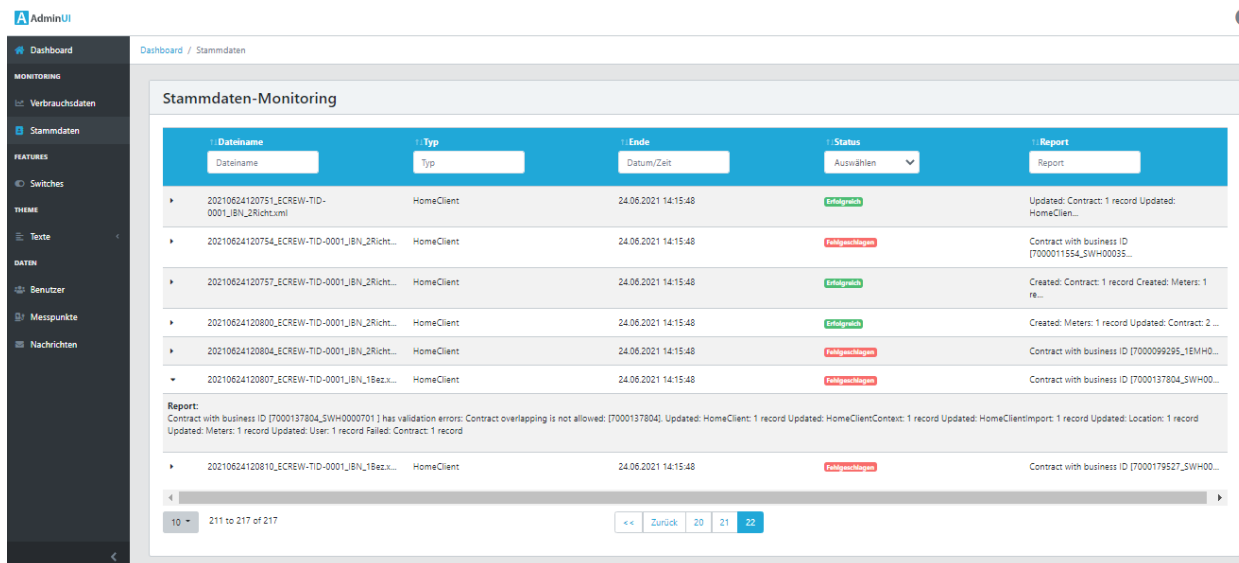 A AdminUI
Dashboard
Dashboard / Stammdaten
MONITORING
Verbrauchsdaten
Stammdaten
FEATURES
Switches
THEME
Texte
DATEN
Benutzer
Messpunkte
Nachrichten
Stammdaten-Monitoring
Dateiname Typ Ende Status Report
Dateiname Typ Datum/Zeit Auswählen Report
20210624120751_ECREW-TID-0001_IBN_2Richt.xml HomeClient 24.06.2021 14:15:48 Erfolgreich Updated: Contract: 1 record Updated: HomeClien...
20210624120754_ECREW-TID-0001_IBN_2Richt... HomeClient 24.06.2021 14:15:48 Fehlgeschlagen Contract with business ID [7000011554_SWH00035...
20210624120757_ECREW-TID-0001_IBN_2Richt... HomeClient 24.06.2021 14:15:48 Erfolgreich Created: Contract: 1 record Created: Meters: 1 re...
20210624120800_ECREW-TID-0001_IBN_2Richt... HomeClient 24.06.2021 14:15:48 Erfolgreich Created: Meters: 1 record Updated: Contract: 2 ...
20210624120804_ECREW-TID-0001_IBN_2Richt... HomeClient 24.06.2021 14:15:48 Fehlgeschlagen Contract with business ID [7000099295_1EMH0...
20210624120807_ECREW-TID-0001_IBN_1Bez.x... HomeClient 24.06.2021 14:15:48 Fehlgeschlagen Contract with business ID [7000137804_SWH00...
Report:
Contract with business ID [7000137804_SWH0000701 ] has validation errors: Contract overlapping is not allowed: [7000137804]. Updated: HomeClient: 1 record Updated: HomeClientContext: 1 record Updated: HomeClientImport: 1 record Updated: Location: 1 record
Updated: Meters: 1 record Updated: User: 1 record Failed: Contract: 1 record
20210624120810_ECREW-TID-0001_IBN_1Bez.x... HomeClient 24.06.2021 14:15:48 Fehlgeschlagen Contract with business ID [7000179527_SWH00...
10 211 to 217 of 217 << Zurück 20 21 22